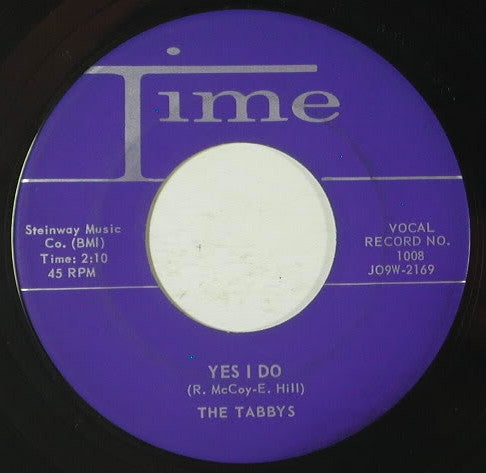 Time
Steinway Music
Co. (BMI)
Time: 2:10
45 RPM
VOCAL
RECORD NO.
1008
JO9W-2169
YES I DO
(R. McCoy-E. Hill)
THE TABBYS